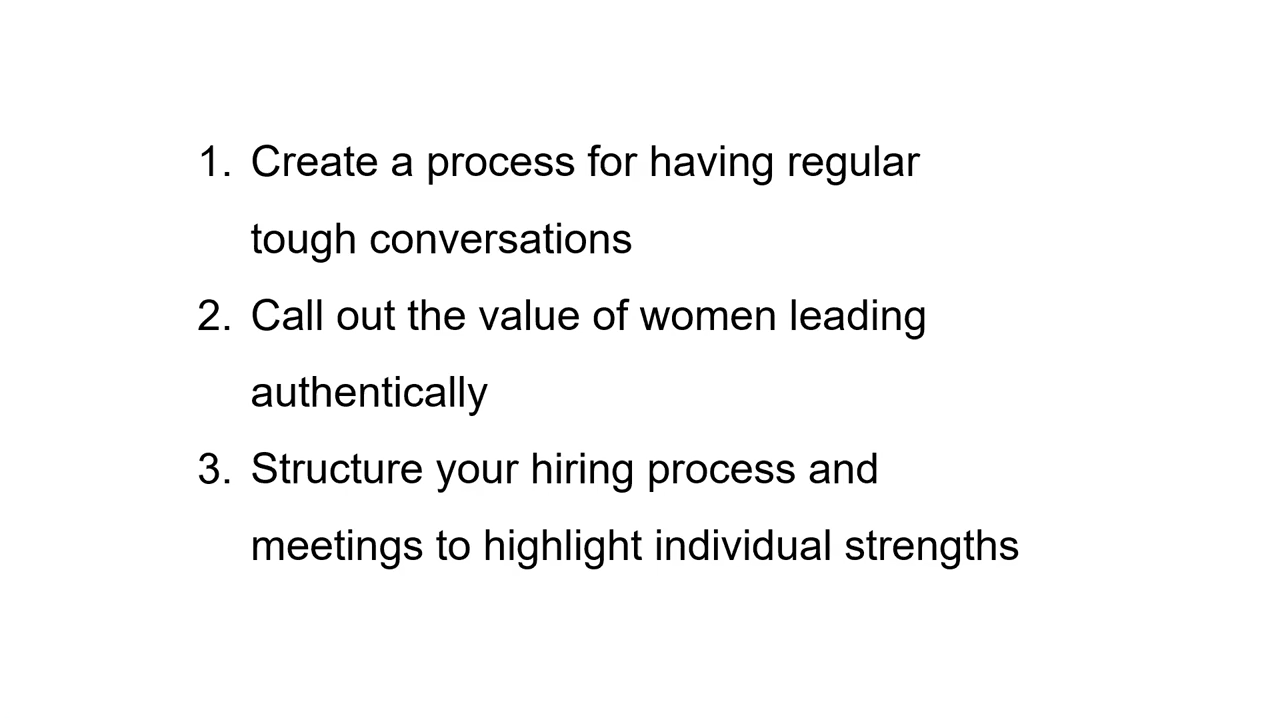 1. Create a process for having regular
tough conversations
2. Call out the value of women leading
authentically
3. Structure your hiring process and
meetings to highlight individual strengths